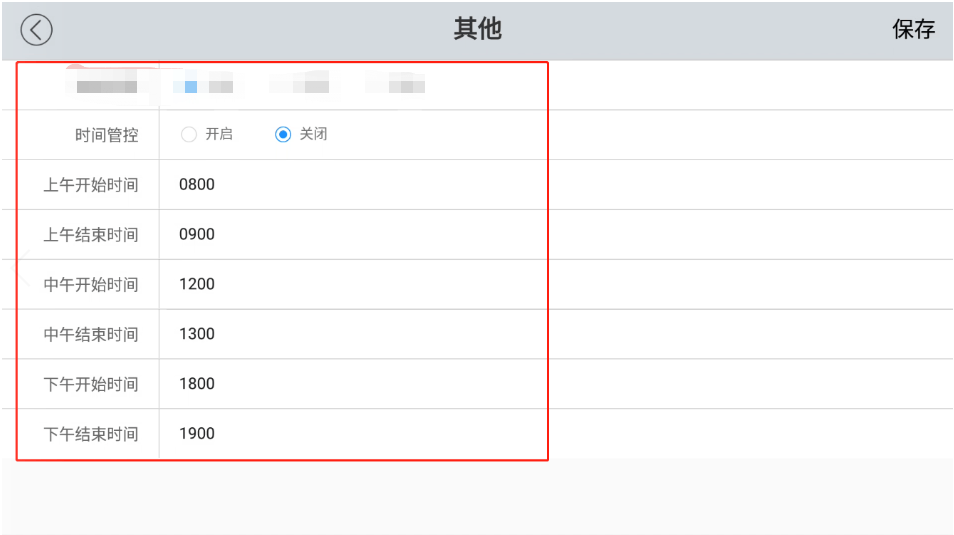 其他 保存
时间管控 开启 关闭
上午开始时间 0800
上午结束时间 0900
中午开始时间 1200
中午结束时间 1300
下午开始时间 1800
下午结束时间 1900